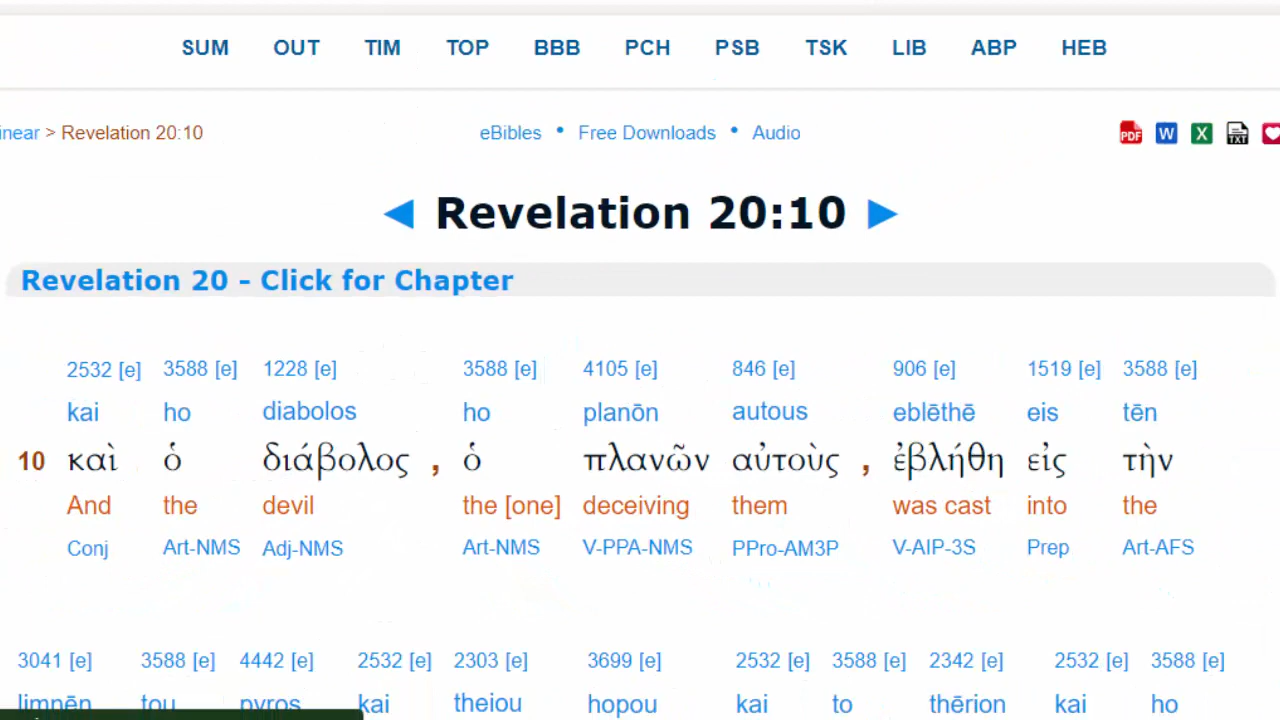 SUM OUT TIM TOP BBB PCH PSB TSK LIB ABP HEB
inear > Revelation 20:10 eBibles • Free Downloads • Audio PDF W X TXT
◄ Revelation 20:10 ►
Revelation 20 - Click for Chapter
2532 [e] 3588 [e] 1228 [e] 3588 [e] 4105 [e] 846 [e] 906 [e] 1519 [e] 3588 [e]
kai ho diabolos ho planōn autous eblēthē eis tēn
10 καὶ ὁ διάβολος , ὁ πλανῶν αὐτοὺς , ἐβλήθη εἰς τὴν
And the devil the [one] deceiving them was cast into the
Conj Art-NMS Adj-NMS Art-NMS V-PPA-NMS PPro-AM3P V-AIP-3S Prep Art-AFS
3041 [e] 3588 [e] 4442 [e] 2532 [e] 2303 [e] 3699 [e] 2532 [e] 3588 [e] 2342 [e] 2532 [e] 3588 [e]
limnēn tou pyros kai theiou hopou kai to thērion kai ho